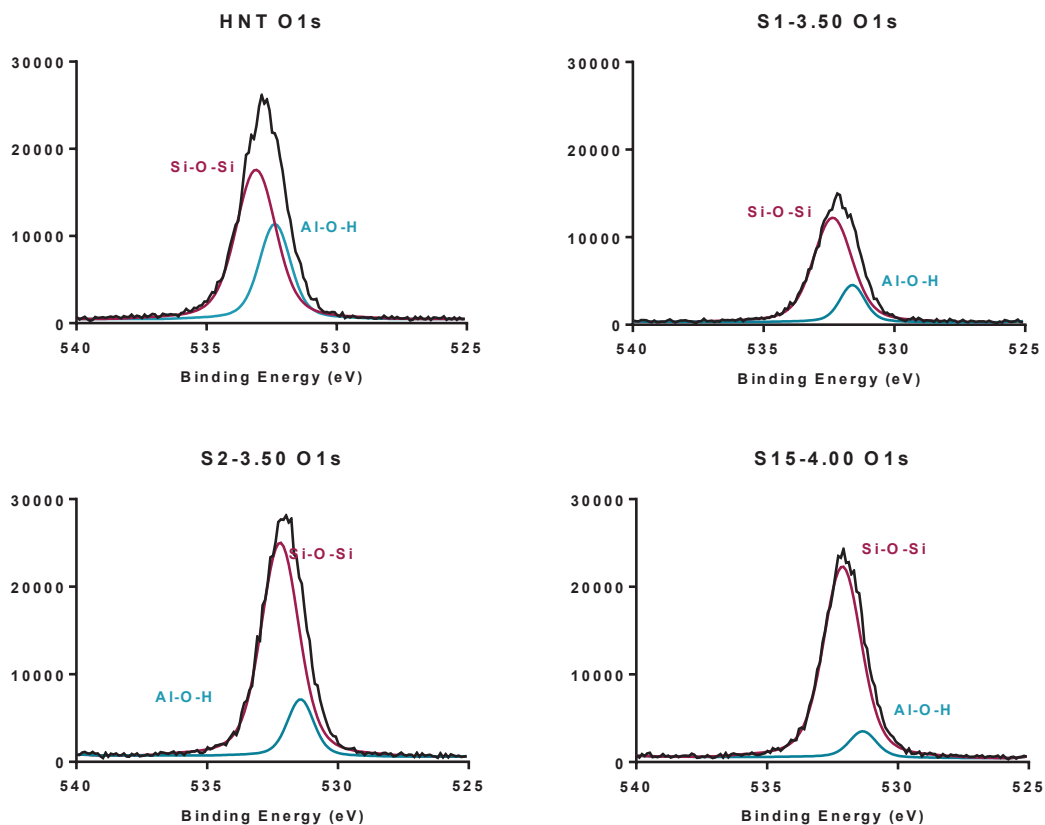 HNT O1s
30000
20000
10000
0
Si-O-Si
Al-O-H
540 535 530 525
Binding Energy (eV)
S1-3.50 O1s
30000
20000
10000
0
Si-O-Si
Al-O-H
540 535 530 525
Binding Energy (eV)
S2-3.50 O1s
30000
20000
10000
0
Si-O-Si
Al-O-H
540 535 530 525
Binding Energy (eV)
S15-4.00 O1s
30000
20000
10000
0
Si-O-Si
Al-O-H
540 535 530 525
Binding Energy (eV)